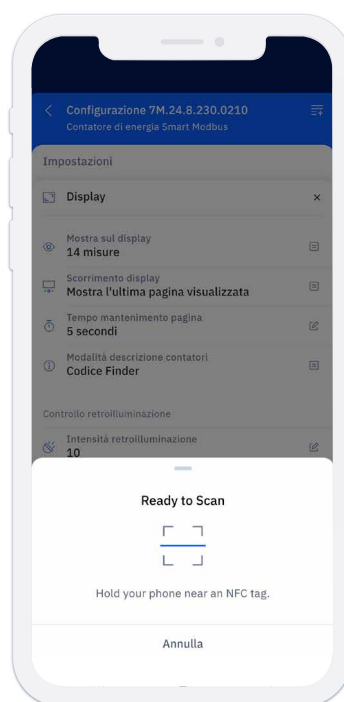 Configurazione 7M.24.8.230.0210
Contatore di energia Smart Modbus
Impostazioni
Display
Mostra sul display
14 misure
Scorrimento display
Mostra l'ultima pagina visualizzata
Tempo mantenimento pagina
5 secondi
Modalità descrizione contatori
Codice Finder
Controllo retroilluminazione
Intensità retroilluminazione
10
Ready to Scan
Hold your phone near an NFC tag.
Annulla